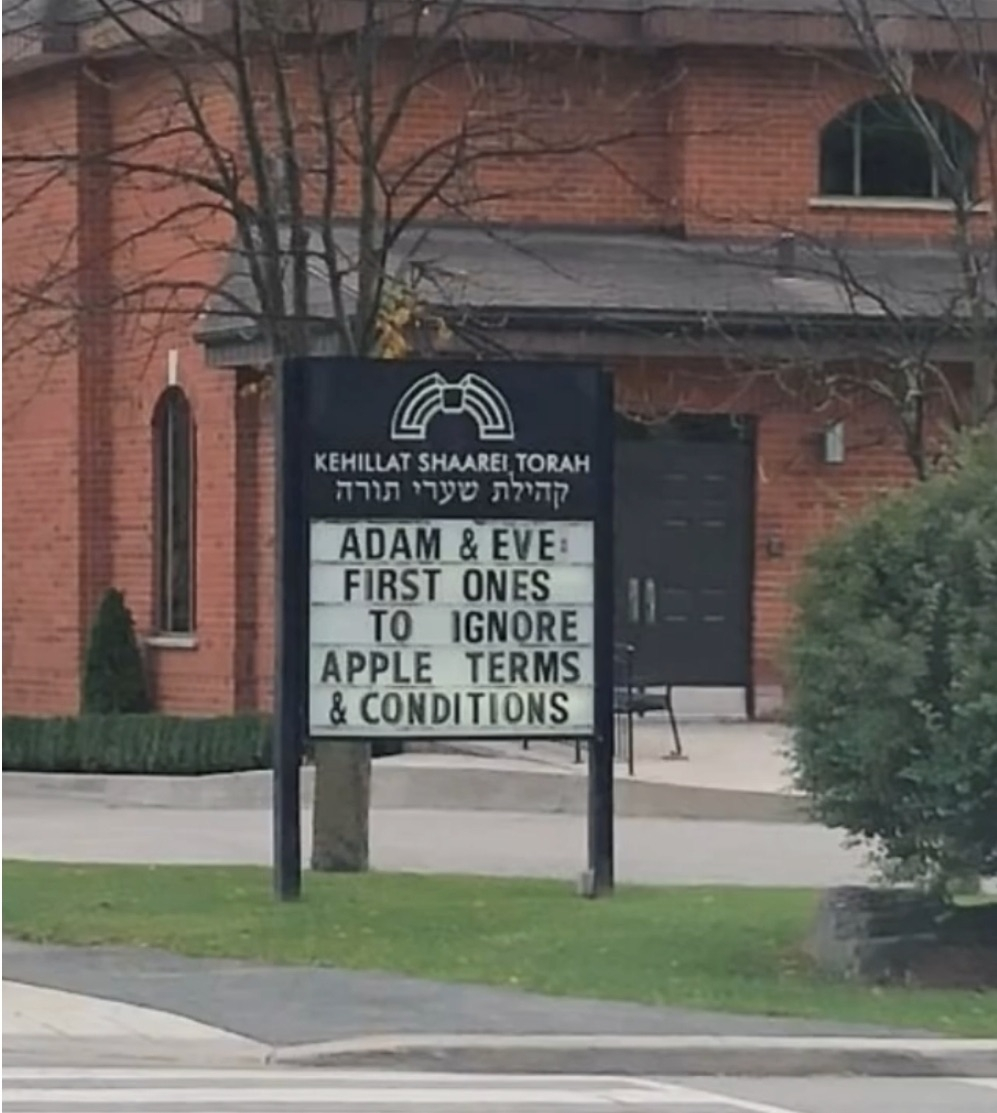 KEHILLAT SHAAREI TORAH
קהילת שערי תורה
ADAM & EVE:
FIRST ONES
TO IGNORE
APPLE TERMS
& CONDITIONS